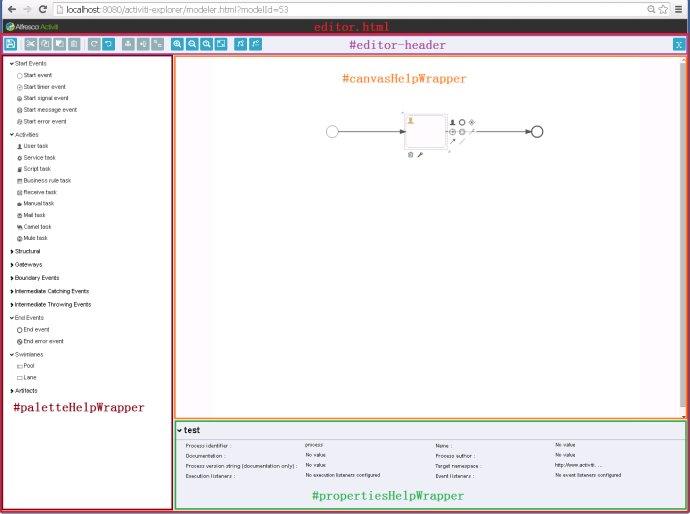 localhost:8080/activiti-explorer/modeler.html?modelId=53
Alfresco Activiti
editor.html
#editor-header
Start Events
Start event
Start timer event
Start signal event
Start message event
Start error event
Activities
User task
Service task
Script task
Business rule task
Receive task
Manual task
Mail task
Camel task
Mule task
Structural
Gateways
Boundary Events
Intermediate Catching Events
Intermediate Throwing Events
End Events
End event
End error event
Swimlanes
Pool
Lane
Artifacts
#paletteHelpWrapper
#canvasHelpWrapper
test
Process identifier : process Name : No value
Documentation : No value Process author : No value
Process version string (documentation only) : No value Target namespace : http://www.activiti. ...
Execution listeners : No execution listeners configured Event listeners : No event listeners configured
#propertiesHelpWrapper